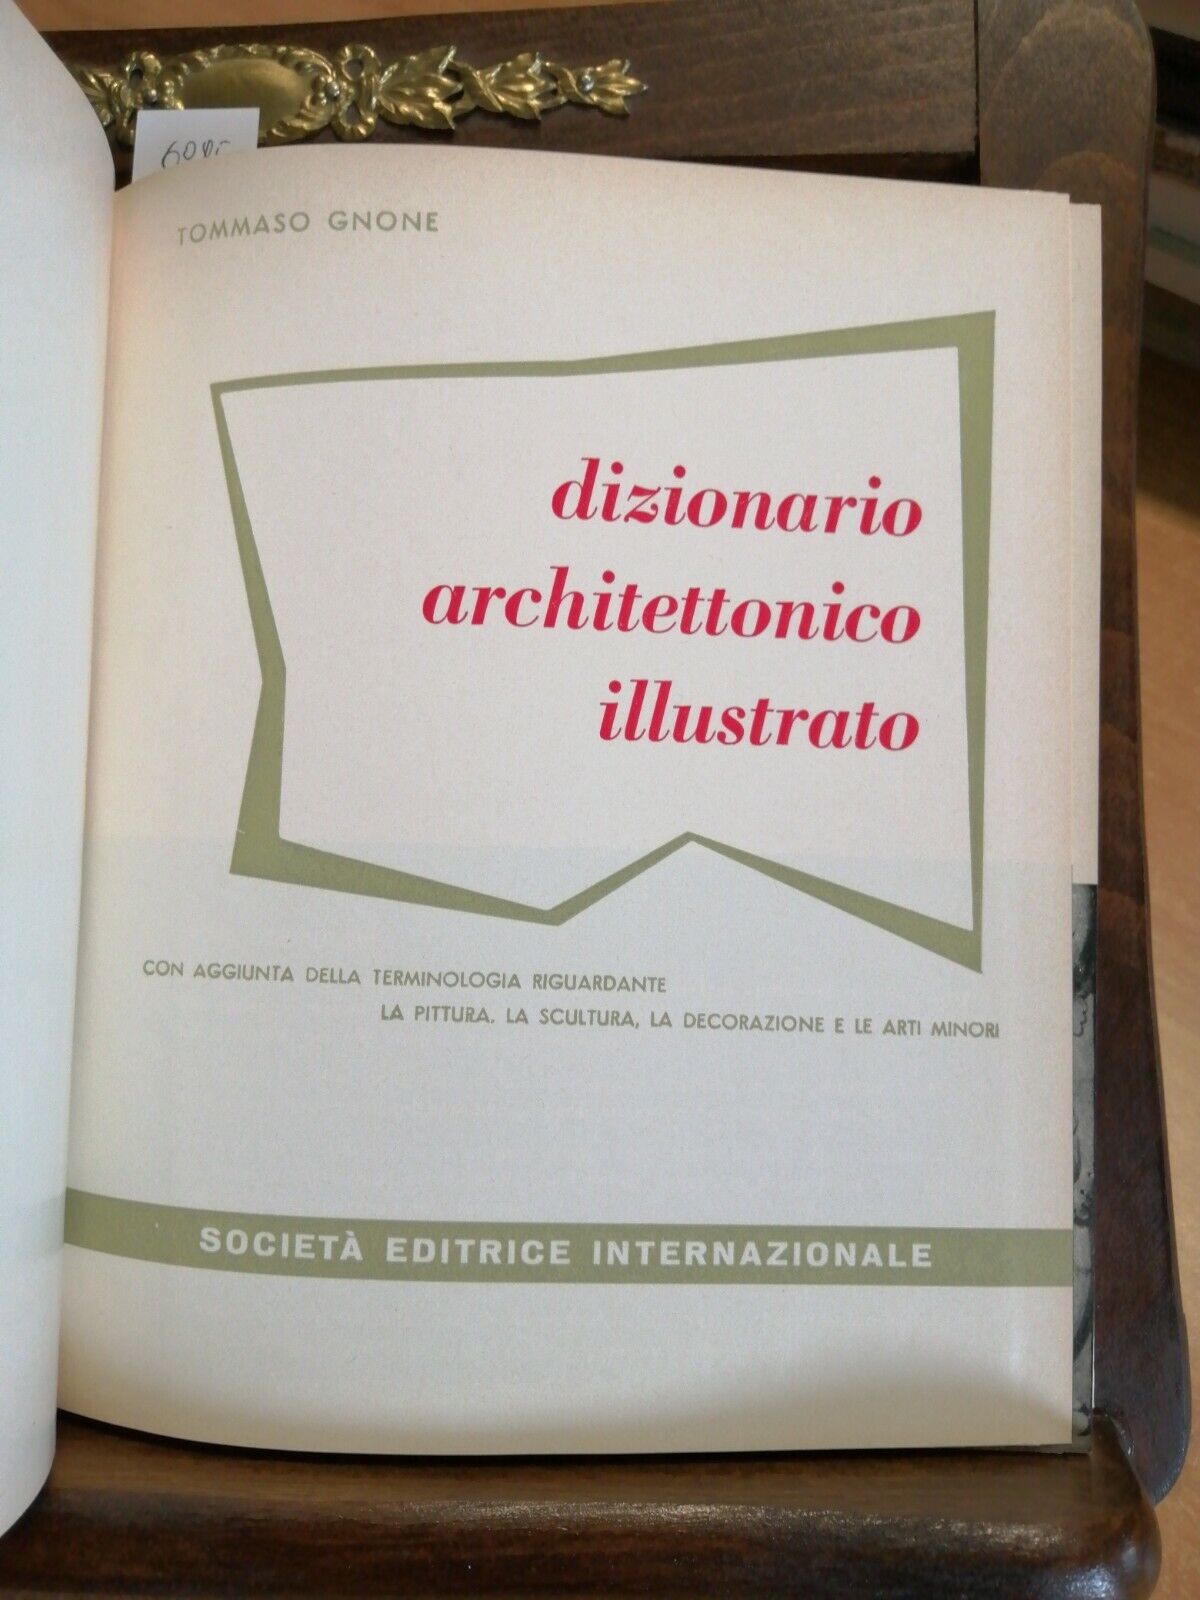 TOMMASO GNONE
dizionario
architettonico
illustrato
CON AGGIUNTA DELLA TERMINOLOGIA RIGUARDANTE
LA PITTURA, LA SCULTURA, LA DECORAZIONE E LE ARTI MINORI
SOCIETÀ EDITRICE INTERNAZIONALE